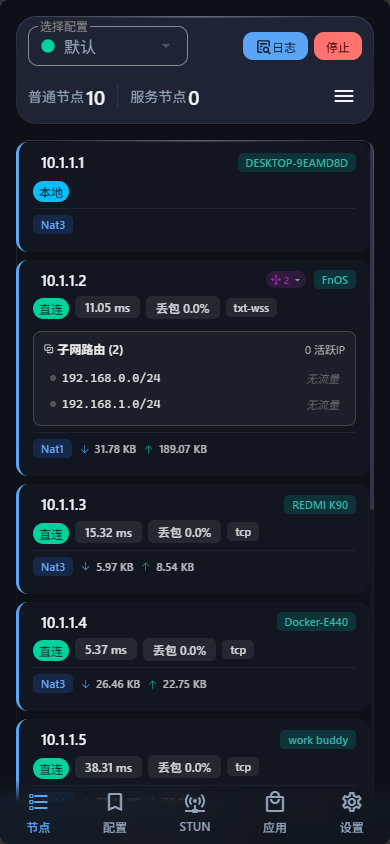 选择配置
默认
日志
停止
普通节点10
服务节点0
10.1.1.1
DESKTOP-9EAMD8D
本地
Nat3
10.1.1.2
2
FnOS
直连 11.05 ms 丢包 0.0% txt-wss
子网路由 (2)
0 活跃IP
192.168.0.0/24
无流量
192.168.1.0/24
无流量
Nat1 ↓ 31.78 KB ↑ 189.07 KB
10.1.1.3
REDMI K90
直连 15.32 ms 丢包 0.0% tcp
Nat3 ↓ 5.97 KB ↑ 8.54 KB
10.1.1.4
Docker-E440
直连 5.37 ms 丢包 0.0% tcp
Nat3 ↓ 26.46 KB ↑ 22.75 KB
10.1.1.5
work buddy
直连 38.31 ms 丢包 0.0% tcp
节点 配置 STUN 应用 设置